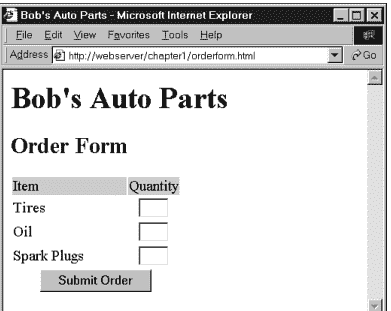 Bob's Auto Parts - Microsoft Internet Explorer
File Edit View Favorites Tools Help
Address http://webserver/chapter1/orderform.html Go
Bob's Auto Parts
Order Form
Item Quantity
Tires
Oil
Spark Plugs
Submit Order